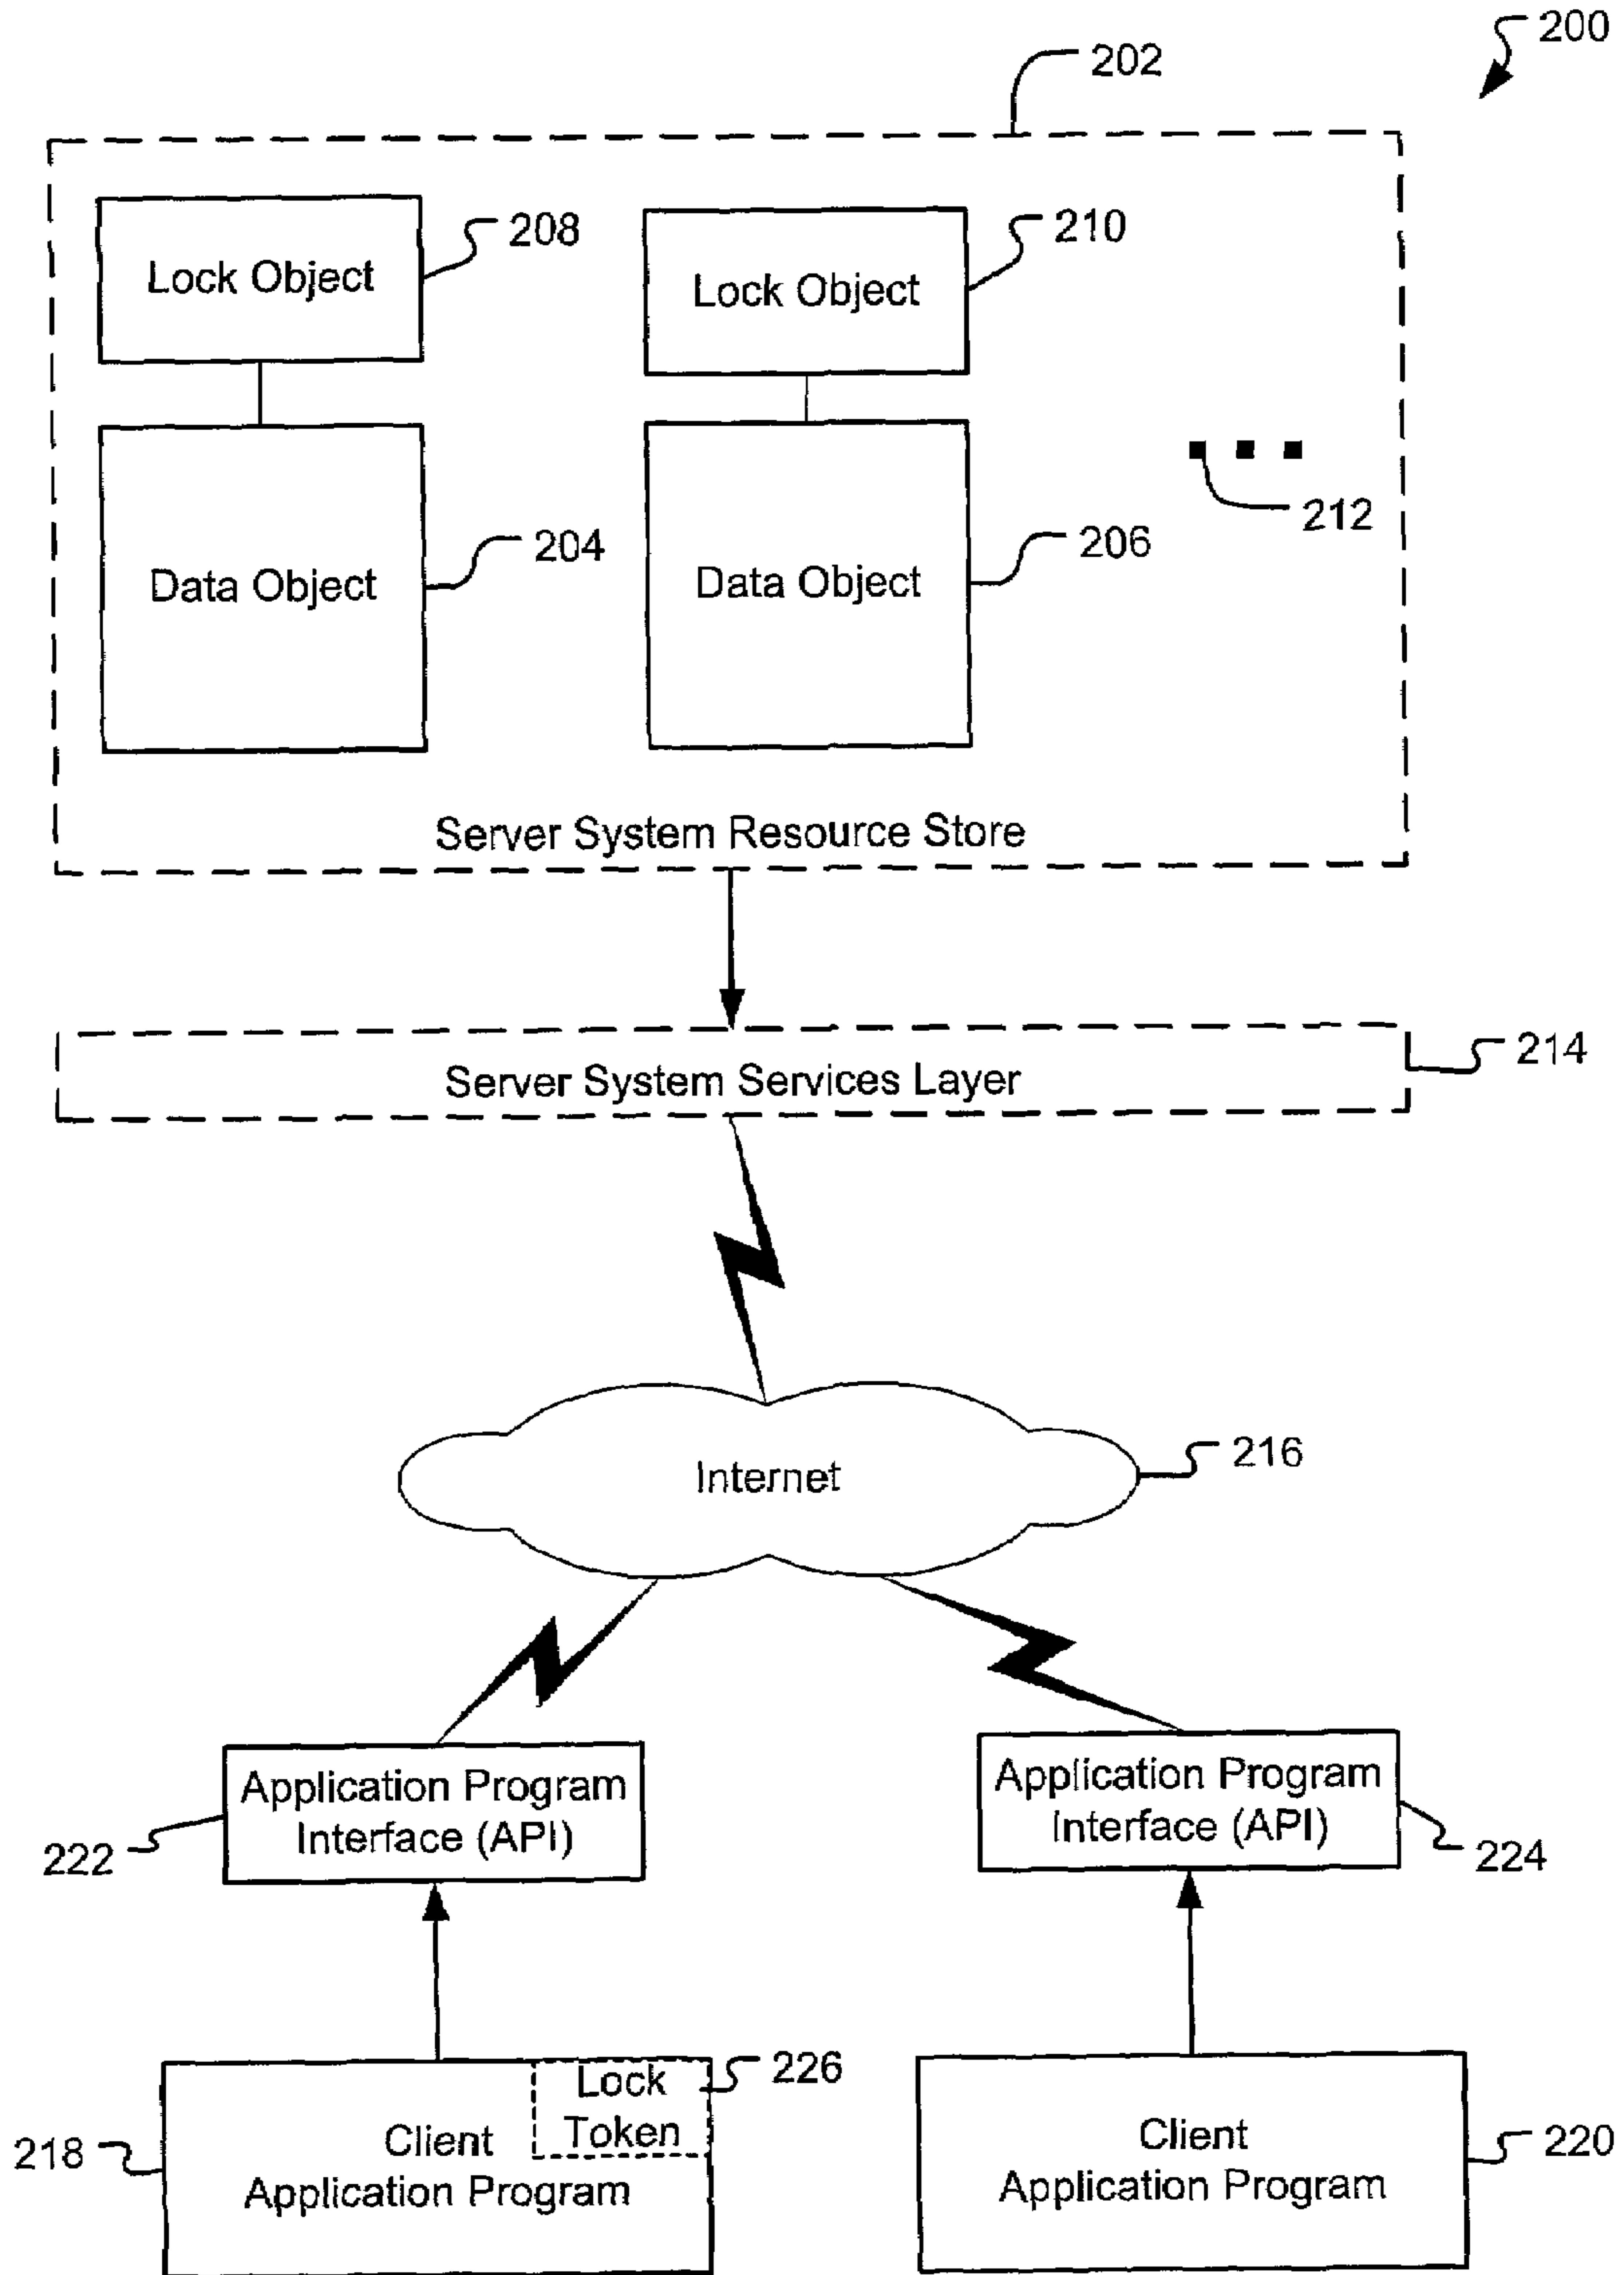 200
202
Lock Object
208
Lock Object
210
Data Object
204
Data Object
206
212
Server System Resource Store
Server System Services Layer
214
Internet
216
Application Program
Interface (API)
222
Application Program
Interface (API)
224
Lock
Token
226
Client
Application Program
218
Client
Application Program
220